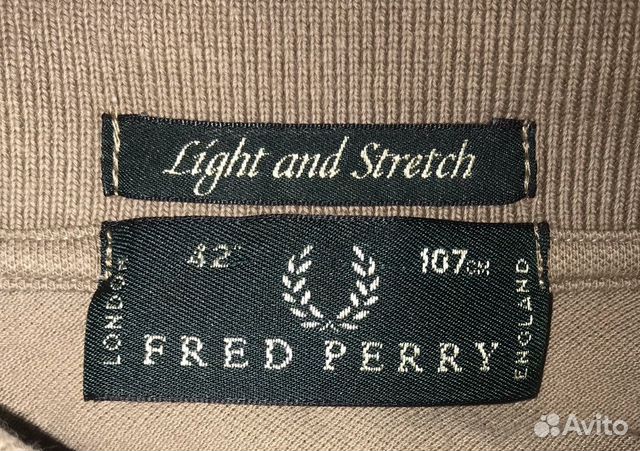 Light and Stretch
42" 107CM
LONDON
FRED PERRY
ENGLAND
Avito